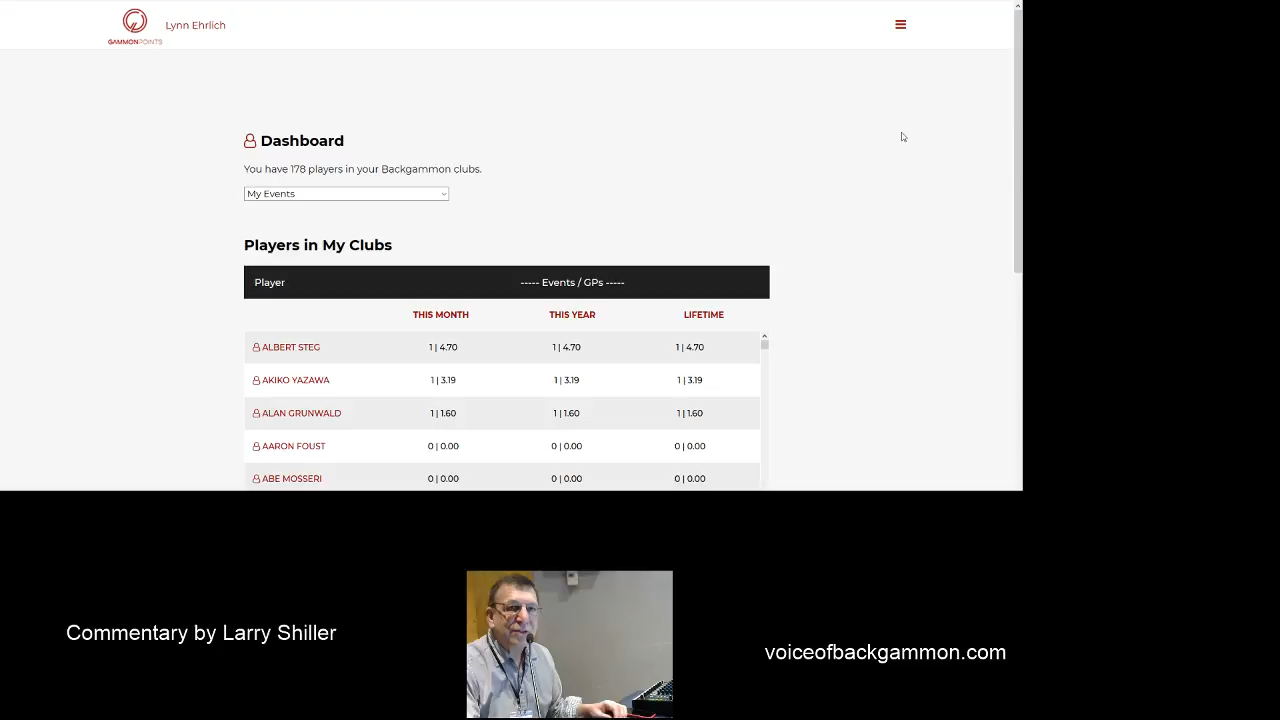 Lynn Ehrlich
GAMMONPOINTS
Dashboard
You have 178 players in your Backgammon clubs.
My Events
Players in My Clubs
Player ----- Events / GPs -----
THIS MONTH THIS YEAR LIFETIME
ALBERT STEG 1 | 4.70 1 | 4.70 1 | 4.70
AKIKO YAZAWA 1 | 3.19 1 | 3.19 1 | 3.19
ALAN GRUNWALD 1 | 1.60 1 | 1.60 1 | 1.60
AARON FOUST 0 | 0.00 0 | 0.00 0 | 0.00
ABE MOSSERI 0 | 0.00 0 | 0.00 0 | 0.00
Commentary by Larry Shiller
voiceofbackgammon.com